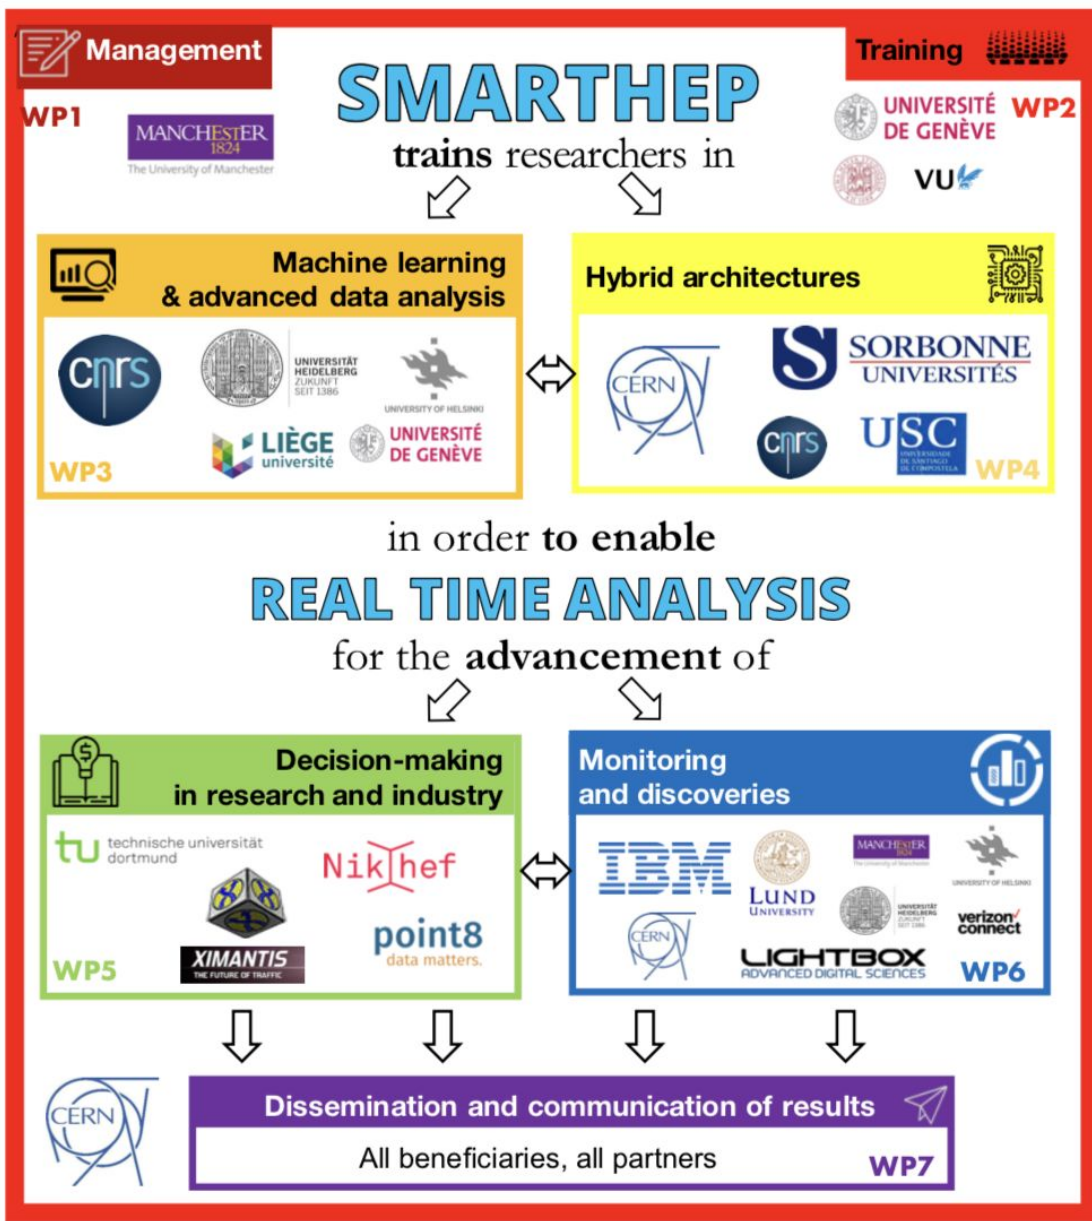 Management
WP1
MANCHESTER
1824
The University of Manchester
SMARTHEP
trains researchers in
Training
WP2
UNIVERSITÉ
DE GENÈVE
VU
Machine learning
& advanced data analysis
cnrs
UNIVERSITÄT
HEIDELBERG
ZUKUNFT
SEIT 1386
UNIVERSITY OF HELSINKI
LIÈGE
université
UNIVERSITÉ
DE GENÈVE
WP3
Hybrid architectures
CERN
S
SORBONNE
UNIVERSITÉS
cnrs
USC
UNIVERSIDADE
DE SANTIAGO
DE COMPOSTELA
WP4
in order to enable
REAL TIME ANALYSIS
for the advancement of
Decision-making
in research and industry
tu technische universität
dortmund
Nikhef
XIMANTIS
THE FUTURE OF TRAFFIC
point8
data matters.
WP5
Monitoring
and discoveries
IBM
LUND
UNIVERSITY
MANCHESTER
1824
The University of Manchester
UNIVERSITY OF HELSINKI
CERN
UNIVERSITÄT
HEIDELBERG
ZUKUNFT
SEIT 1386
verizon
connect
LIGHTBOX
ADVANCED DIGITAL SCIENCES
WP6
CERN
Dissemination and communication of results
All beneficiaries, all partners
WP7